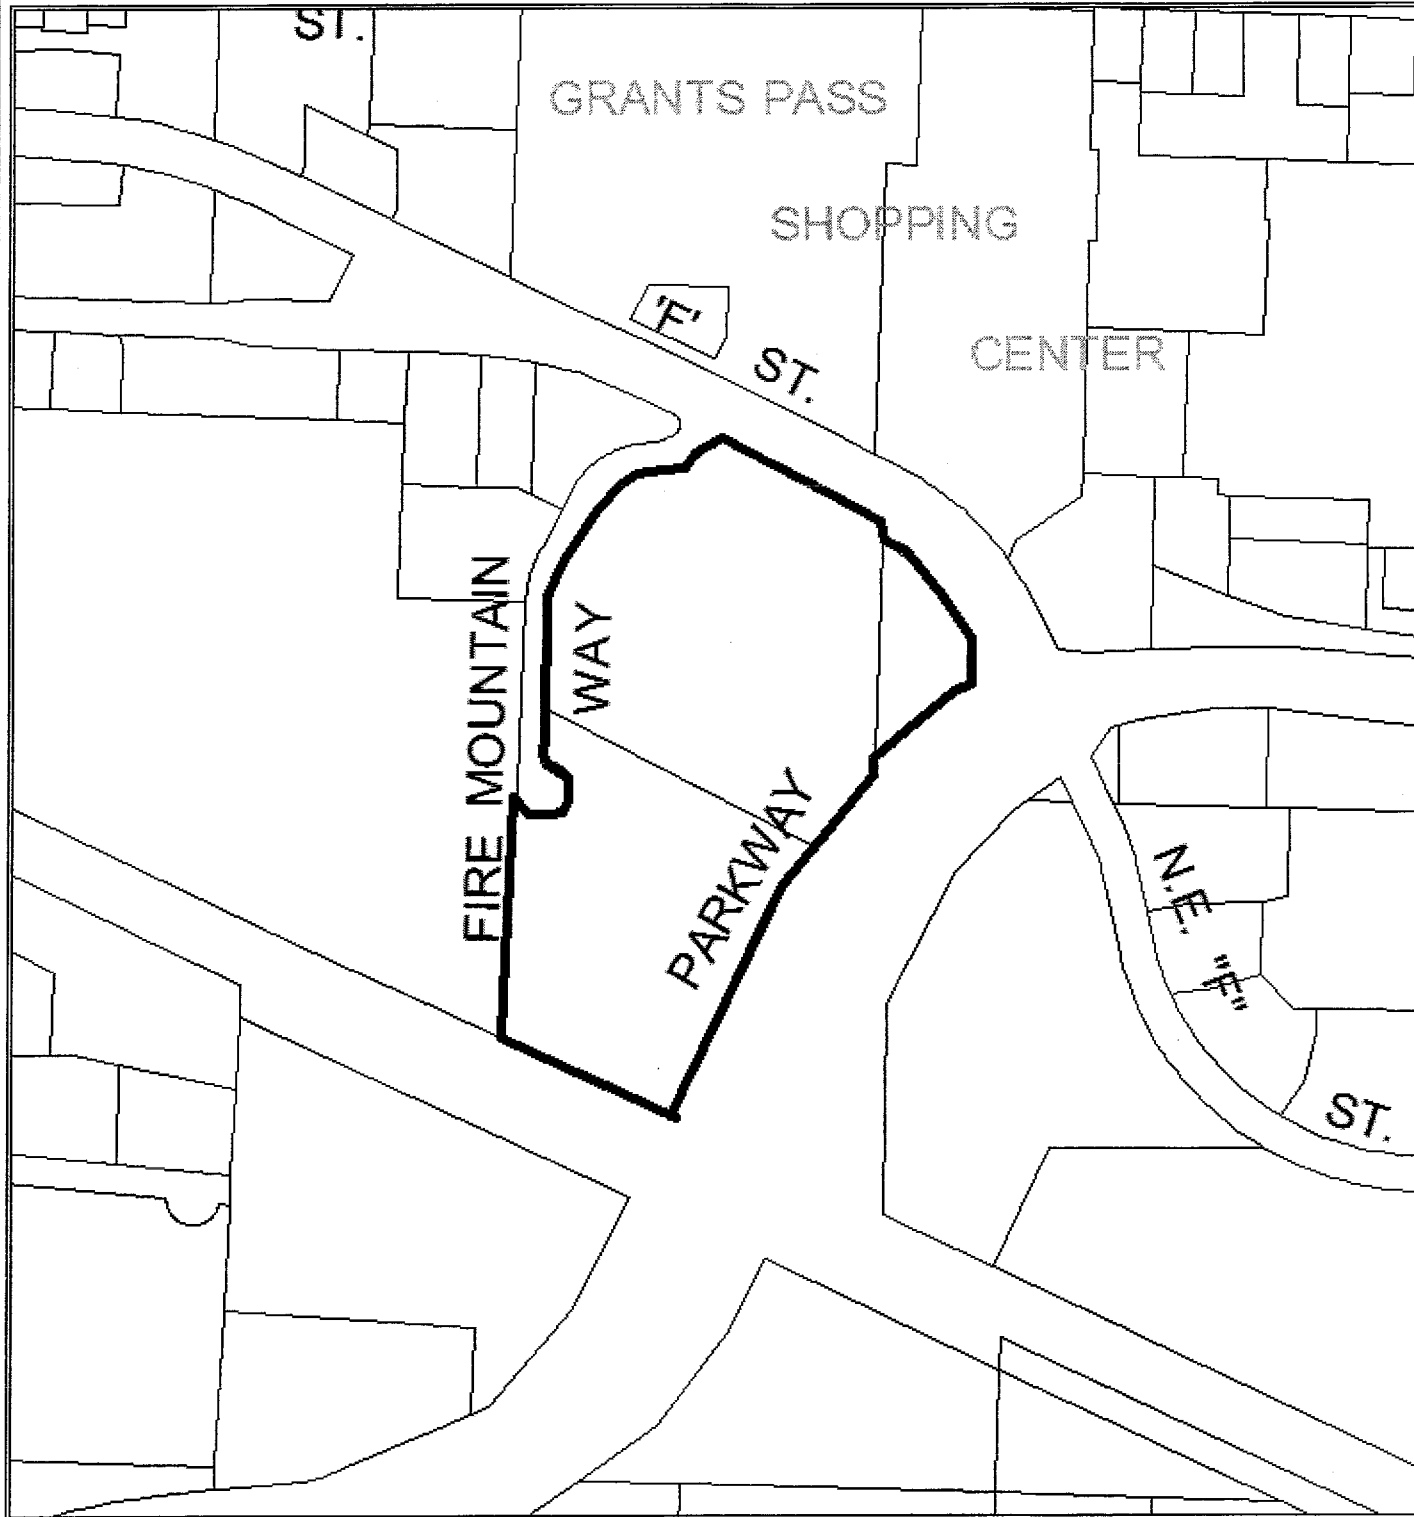 ST.
GRANTS PASS
SHOPPING
'F'
ST.
CENTER
FIRE MOUNTAIN
WAY
PARKWAY
N.E.
"F"
ST.